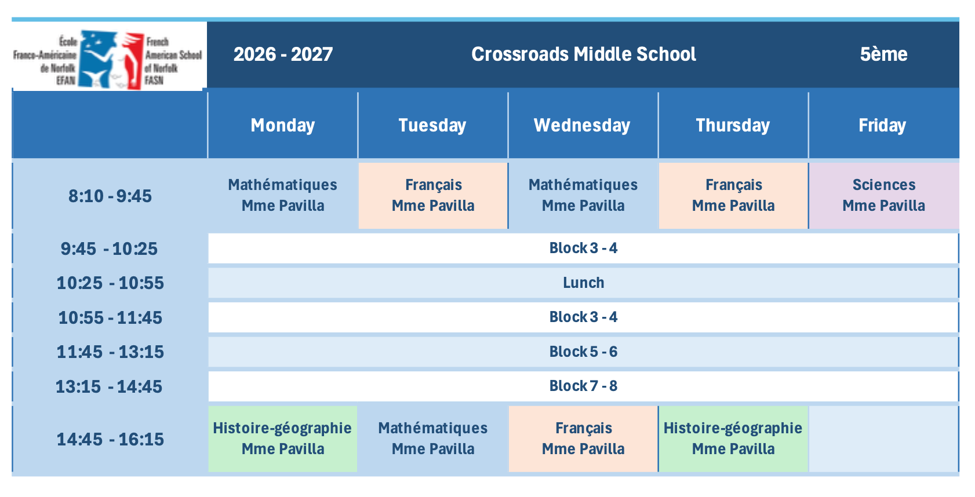 École
Franco-Américaine
de Norfolk
EFAN
French
American School
of Norfolk
FASN
2026 - 2027
Crossroads Middle School
5ème
Monday
Tuesday
Wednesday
Thursday
Friday
8:10 - 9:45
Mathématiques
Mme Pavilla
Français
Mme Pavilla
Mathématiques
Mme Pavilla
Français
Mme Pavilla
Sciences
Mme Pavilla
9:45 - 10:25
Block 3 - 4
10:25 - 10:55
Lunch
10:55 - 11:45
Block 3 - 4
11:45 - 13:15
Block 5 - 6
13:15 - 14:45
Block 7 - 8
14:45 - 16:15
Histoire-géographie
Mme Pavilla
Mathématiques
Mme Pavilla
Français
Mme Pavilla
Histoire-géographie
Mme Pavilla